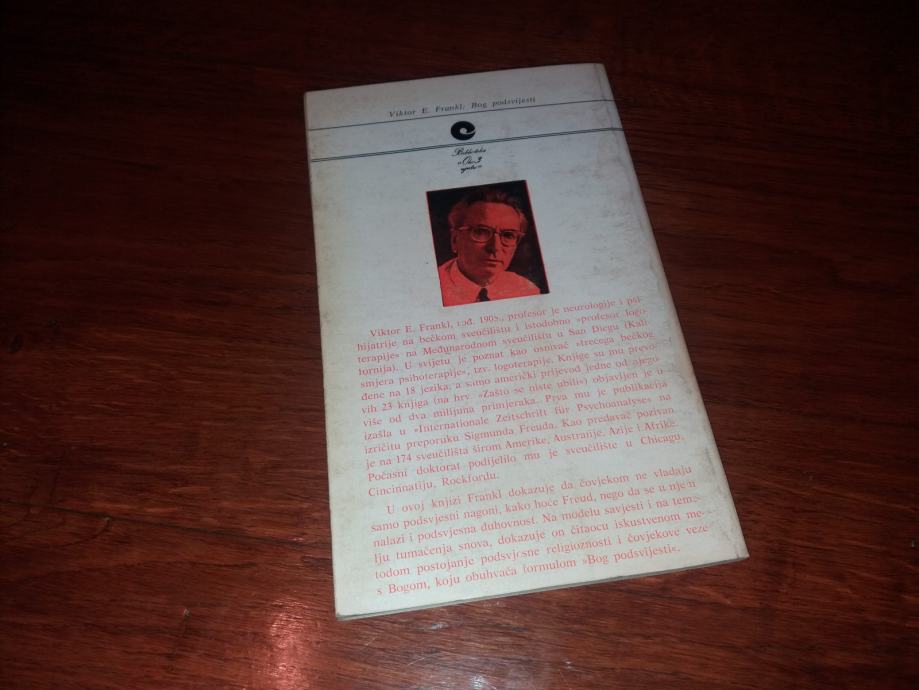 Viktor E. Frankl: Bog podsvijesti
Biblioteka
»Oko 3
ujutro«
Viktor E. Frankl, rođ. 1905., profesor je neurologije i psi-
hijatrije na bečkom sveučilištu i istodobno »profesor logo-
terapije« na Međunarodnom sveučilištu u San Diegu (Kali-
fornija). U svijetu je poznat kao osnivač »trećega bečkog
smjera psihoterapije«, tzv. logoterapije. Knjige su mu prevo-
đene na 18 jezika, a samo američki prijevod jedne od njego-
vih 23 knjiga (na hrv. »Zašto se niste ubili«) objavljen je u
više od dva milijuna primjeraka. Prva mu je publikacija
izašla u »Internationale Zeitschrift für Psychoanalyse« na
izričitu preporuku Sigmunda Freuda. Kao predavač pozivan
je na 174 sveučilišta širom Amerike, Australije, Azije i Afrike.
Počasni doktorat podijelilo mu je sveučilište u Chicagu,
Cincinnatiju, Rockfordu.
U ovoj knjizi Frankl dokazuje da čovjekom ne vladaju
samo podsvjesni nagoni, kako hoće Freud, nego da se u njem
nalazi i podsvjesna duhovnost. Na modelu savjesti i na teme-
lju tumačenja snova, dokazuje on čitaocu iskustvenom me-
todom postojanje podsvjesne religioznosti i čovjekove veze
s Bogom, koju obuhvaća formulom »Bog podsvijesti«.